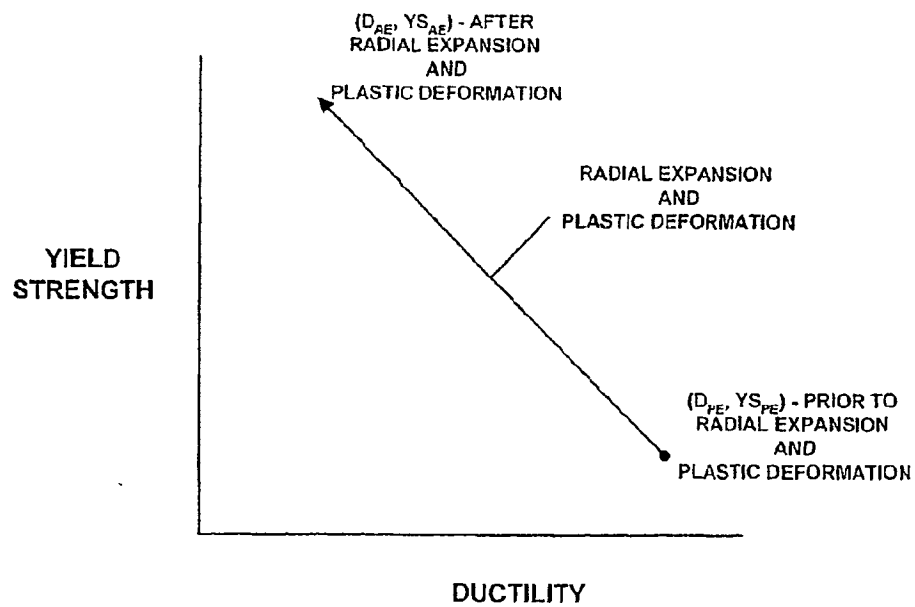 (D_AE, YS_AE) - AFTER
RADIAL EXPANSION
AND
PLASTIC DEFORMATION
RADIAL EXPANSION
AND
PLASTIC DEFORMATION
YIELD
STRENGTH
(D_PE, YS_PE) - PRIOR TO
RADIAL EXPANSION
AND
PLASTIC DEFORMATION
DUCTILITY